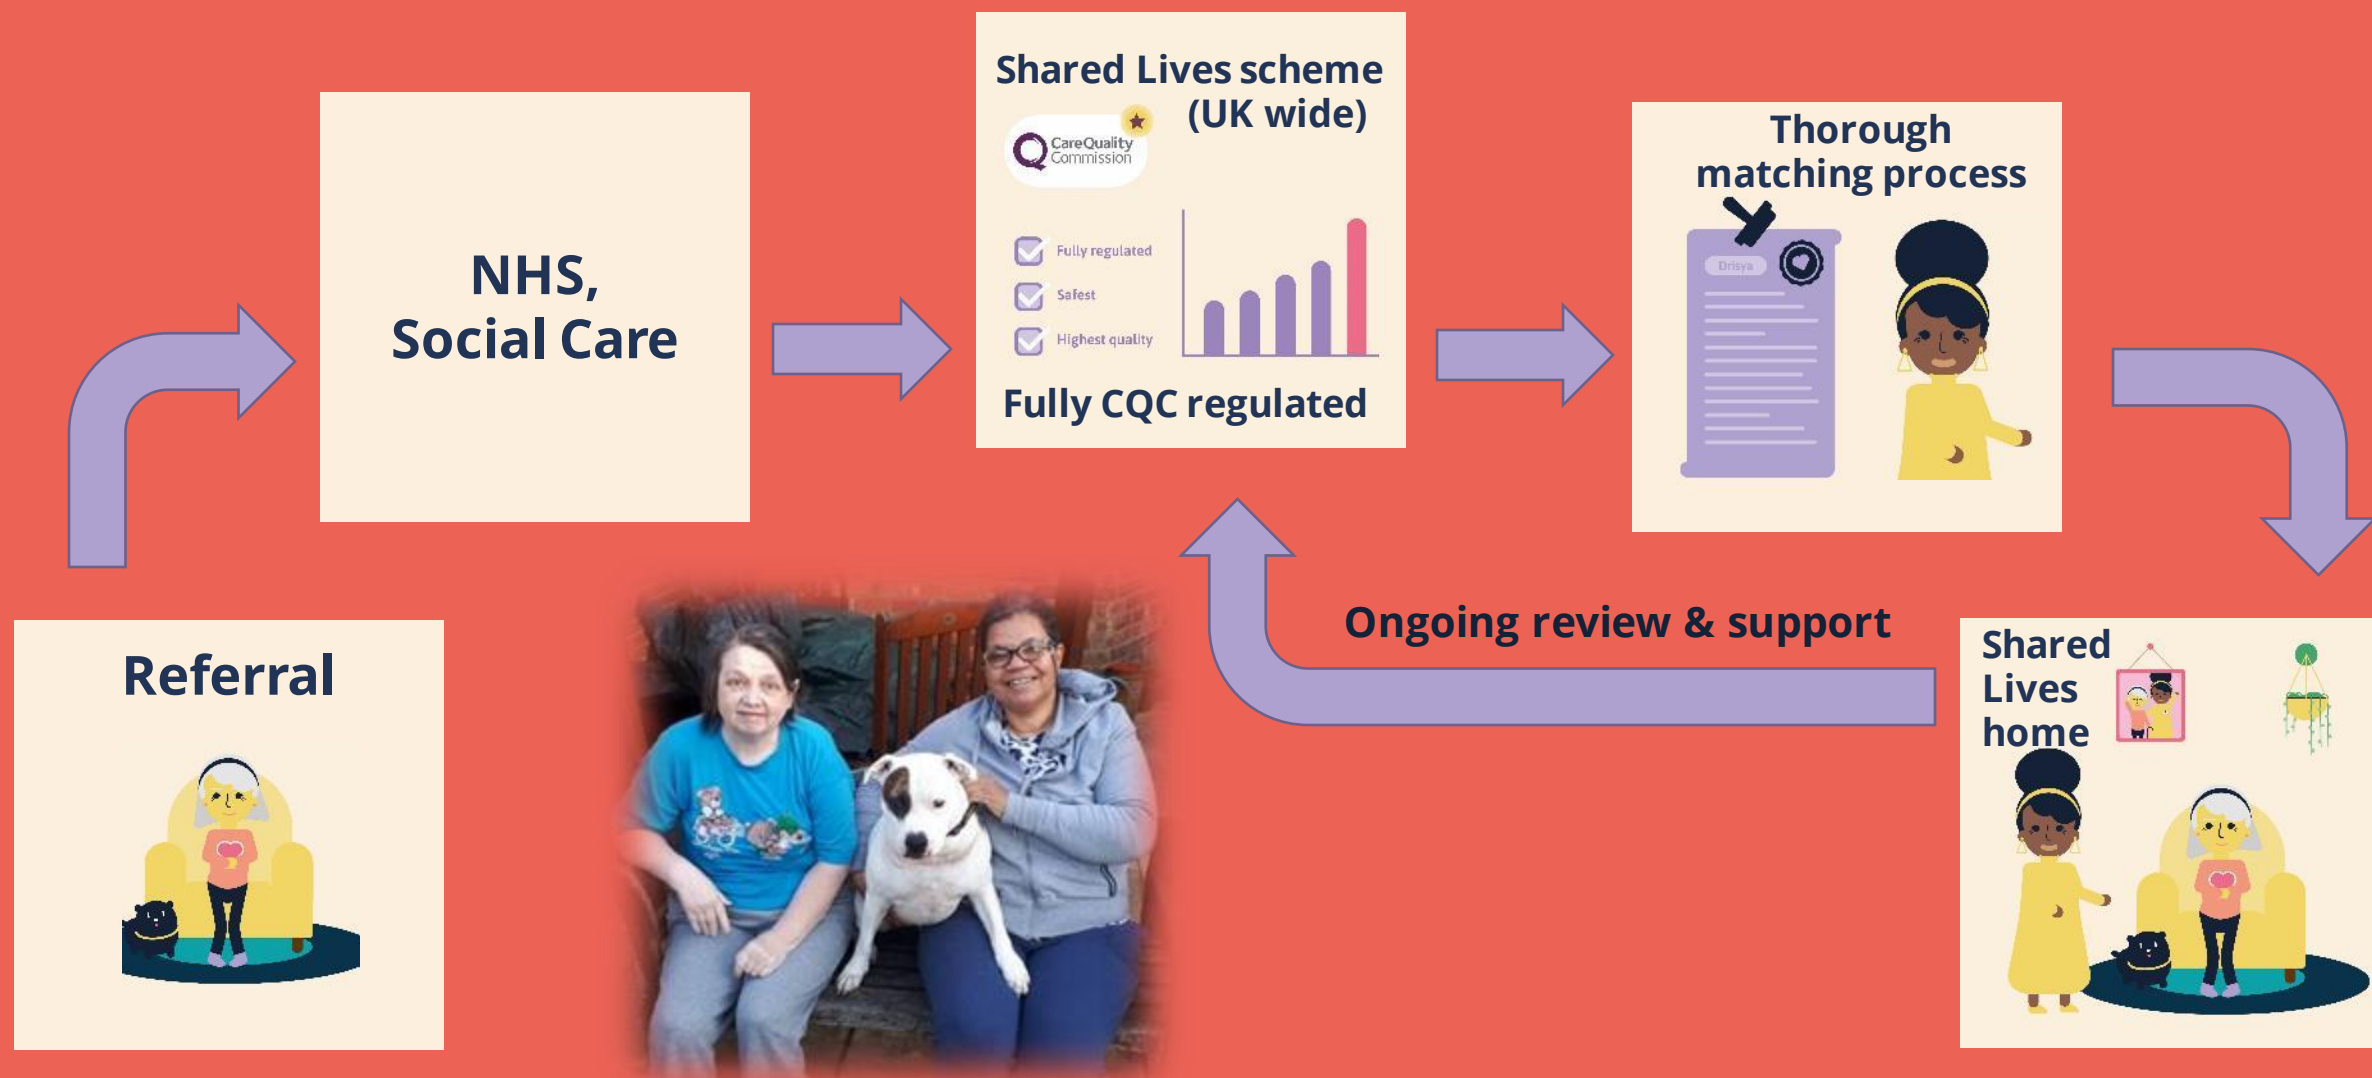 Shared Lives scheme
(UK wide)
CareQuality
Commission
Fully regulated
Safest
Highest quality
Fully CQC regulated
NHS,
Social Care
Thorough
matching process
Drisya
Referral
Ongoing review & support
Shared
Lives
home